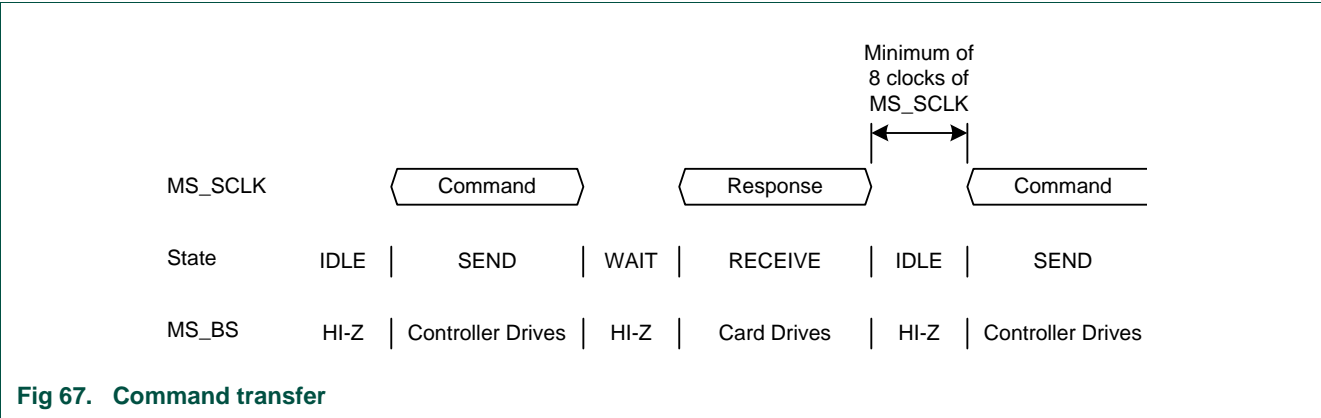 Minimum of
8 clocks of
MS_SCLK
MS_SCLK Command Response Command
State IDLE SEND WAIT RECEIVE IDLE SEND
MS_BS HI-Z Controller Drives HI-Z Card Drives HI-Z Controller Drives
Fig 67. Command transfer